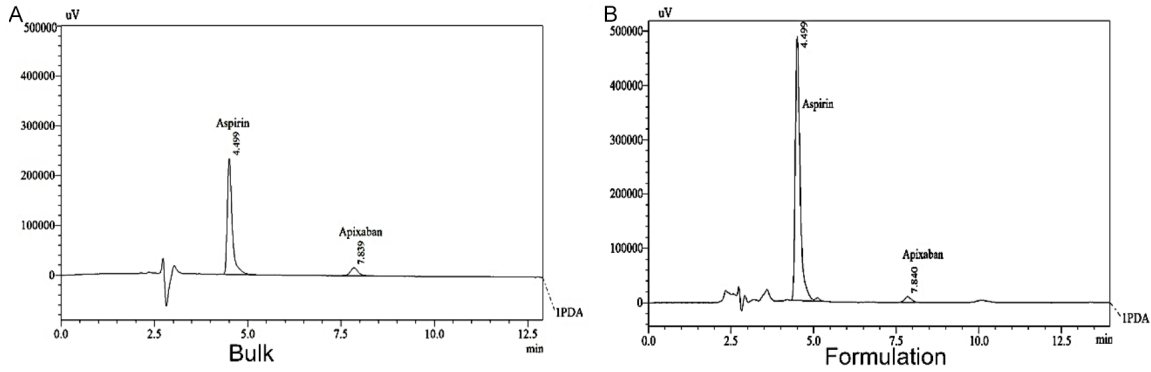 A
uV
500000
400000
300000
200000
100000
0
Aspirin
4.499
Apixaban
7.839
1PDA
0.0 2.5 5.0 7.5 10.0 12.5
min
Bulk
B
uV
500000
400000
300000
200000
100000
0
4.499
Aspirin
Apixaban
7.840
1PDA
0.0 2.5 5.0 7.5 10.0 12.5
min
Formulation